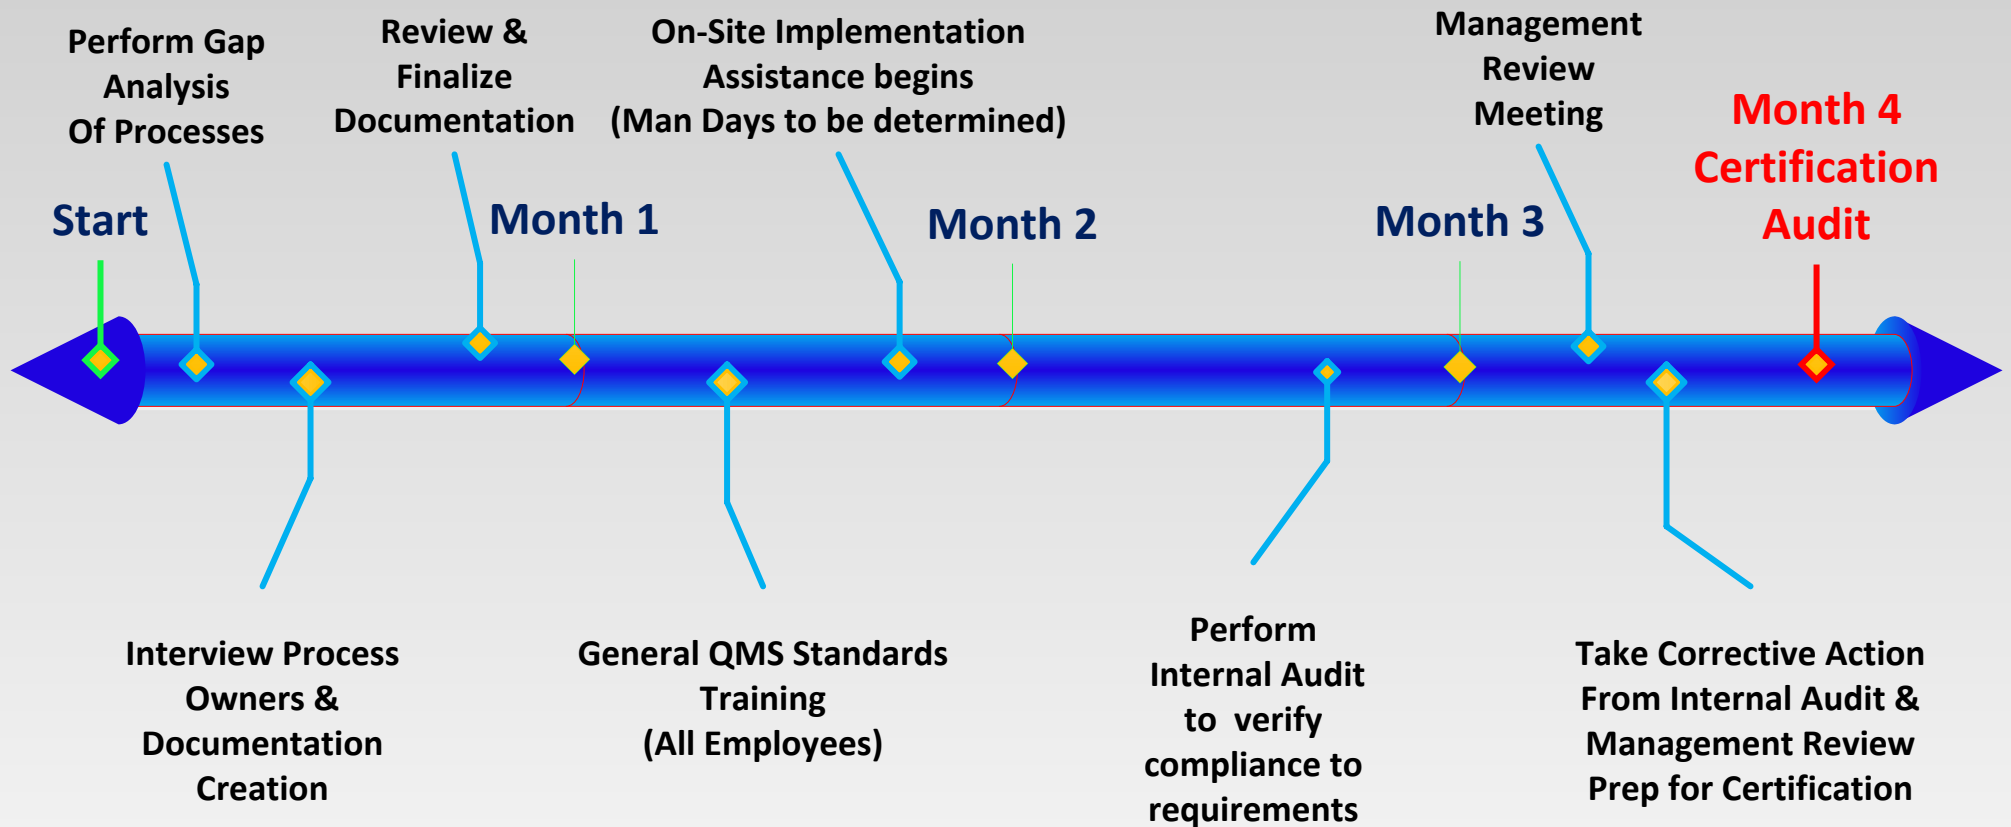 Perform Gap
Analysis
Of Processes
Review &
Finalize
Documentation
On-Site Implementation
Assistance begins
(Man Days to be determined)
Management
Review
Meeting
Month 4
Certification
Audit
Start
Month 1
Month 2
Month 3
Interview Process
Owners &
Documentation
Creation
General QMS Standards
Training
(All Employees)
Perform
Internal Audit
to  verify
compliance to
requirements
Take Corrective Action
From Internal Audit &
Management Review
Prep for Certification